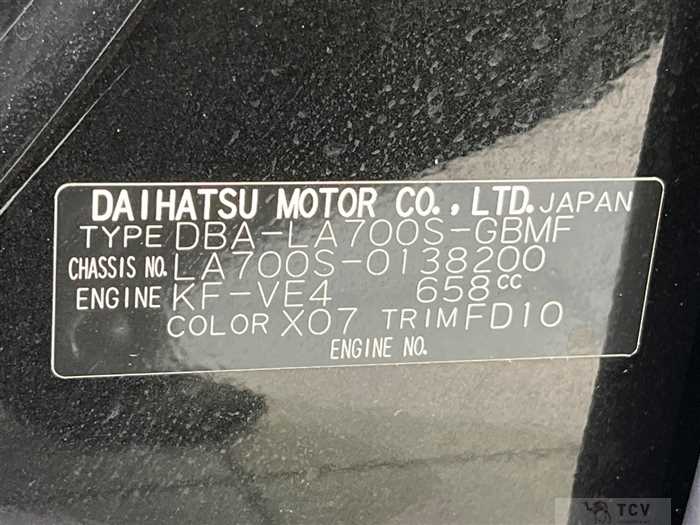 DAIHATSU MOTOR CO., LTD. JAPAN
TYPE DBA-LA700S-GBMF
CHASSIS NO. LA700S-0138200
ENGINE KF-VE4 658cc
COLOR X07 TRIM FD10
ENGINE NO.
TCV